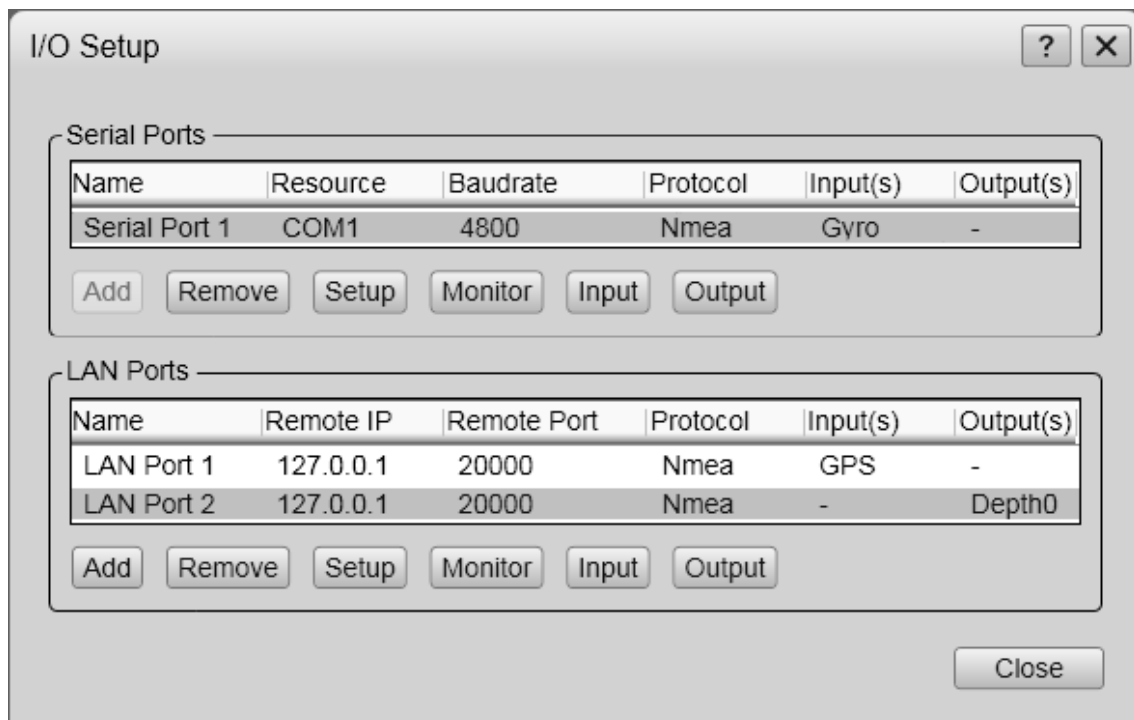 I/O Setup ? X
Serial Ports
Name Resource Baudrate Protocol Input(s) Output(s)
Serial Port 1 COM1 4800 Nmea Gyro -
Add Remove Setup Monitor Input Output
LAN Ports
Name Remote IP Remote Port Protocol Input(s) Output(s)
LAN Port 1 127.0.0.1 20000 Nmea GPS -
LAN Port 2 127.0.0.1 20000 Nmea - Depth0
Add Remove Setup Monitor Input Output
Close